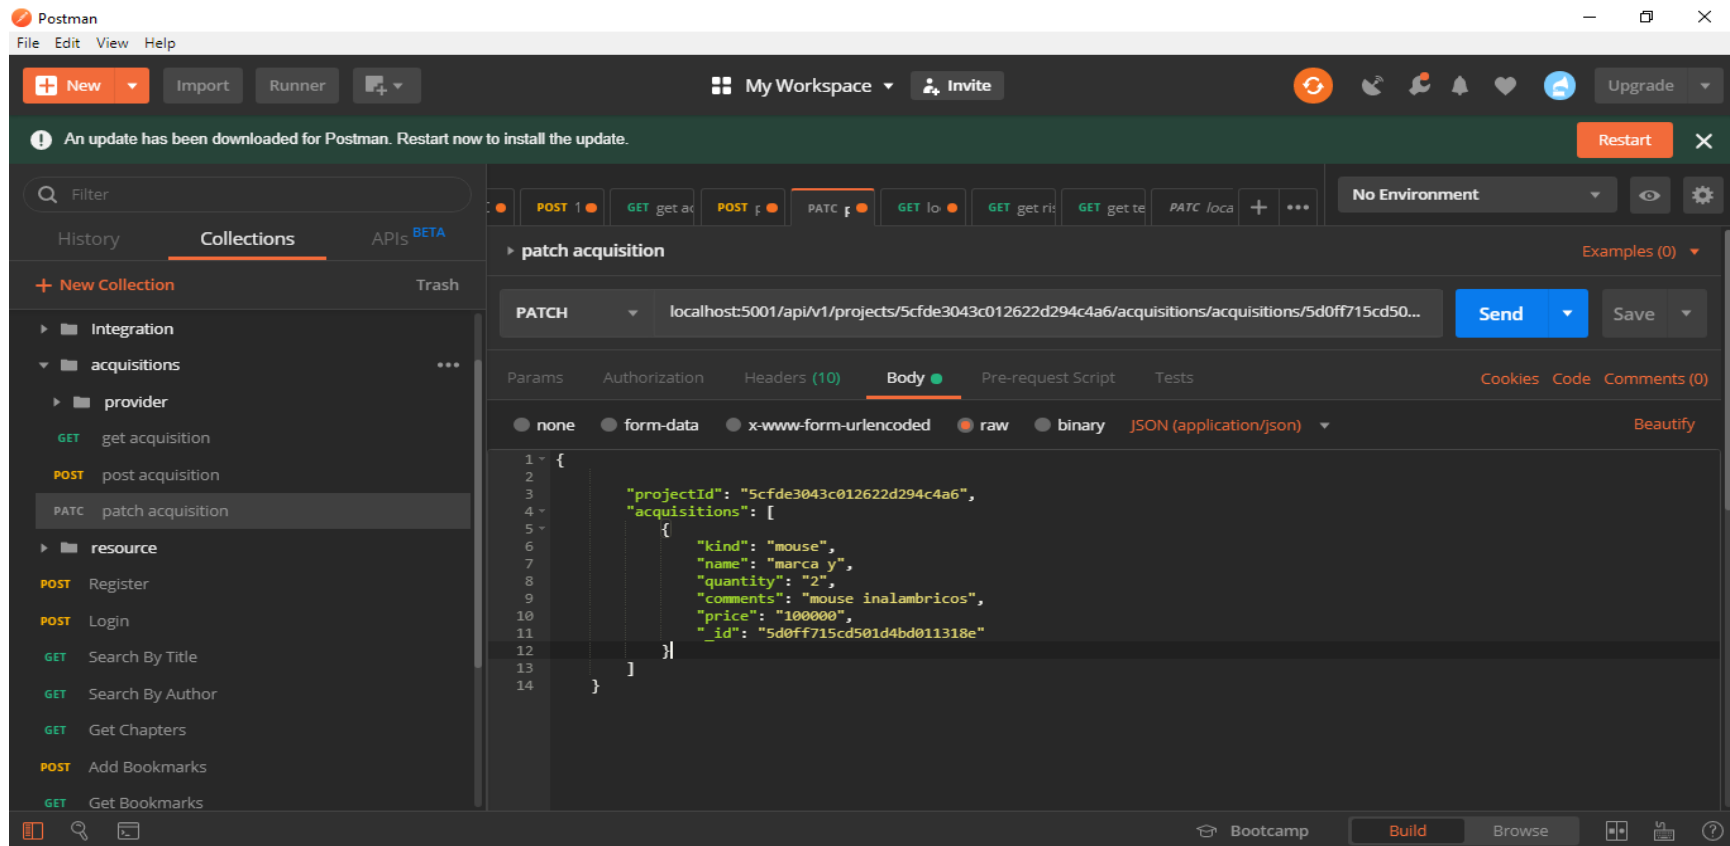 Postman
File Edit View Help
New Import Runner My Workspace Invite Upgrade
An update has been downloaded for Postman. Restart now to install the update. Restart
Filter
POST 1 GET get ac POST PATC GET lo GET get ris GET get te PATC loca
No Environment
History Collections APIs BETA
patch acquisition Examples (0)
New Collection Trash
PATCH localhost:5001/api/v1/projects/5cfde3043c012622d294c4a6/acquisitions/acquisitions/5d0ff715cd50... Send Save
Integration
acquisitions
provider
GET get acquisition
POST post acquisition
PATC patch acquisition
resource
POST Register
POST Login
GET Search By Title
GET Search By Author
GET Get Chapters
POST Add Bookmarks
GET Get Bookmarks
Params Authorization Headers (10) Body Pre-request Script Tests Cookies Code Comments (0)
none form-data x-www-form-urlencoded raw binary JSON (application/json) Beautify
1 {
2
3 "projectId": "5cfde3043c012622d294c4a6",
4 "acquisitions": [
5 {
6 "kind": "mouse",
7 "name": "marca y",
8 "quantity": "2",
9 "comments": "mouse inalambricos",
10 "price": "100000",
11 "_id": "5d0ff715cd501d4bd011318e"
12 }
13 ]
14 }
Bootcamp Build Browse